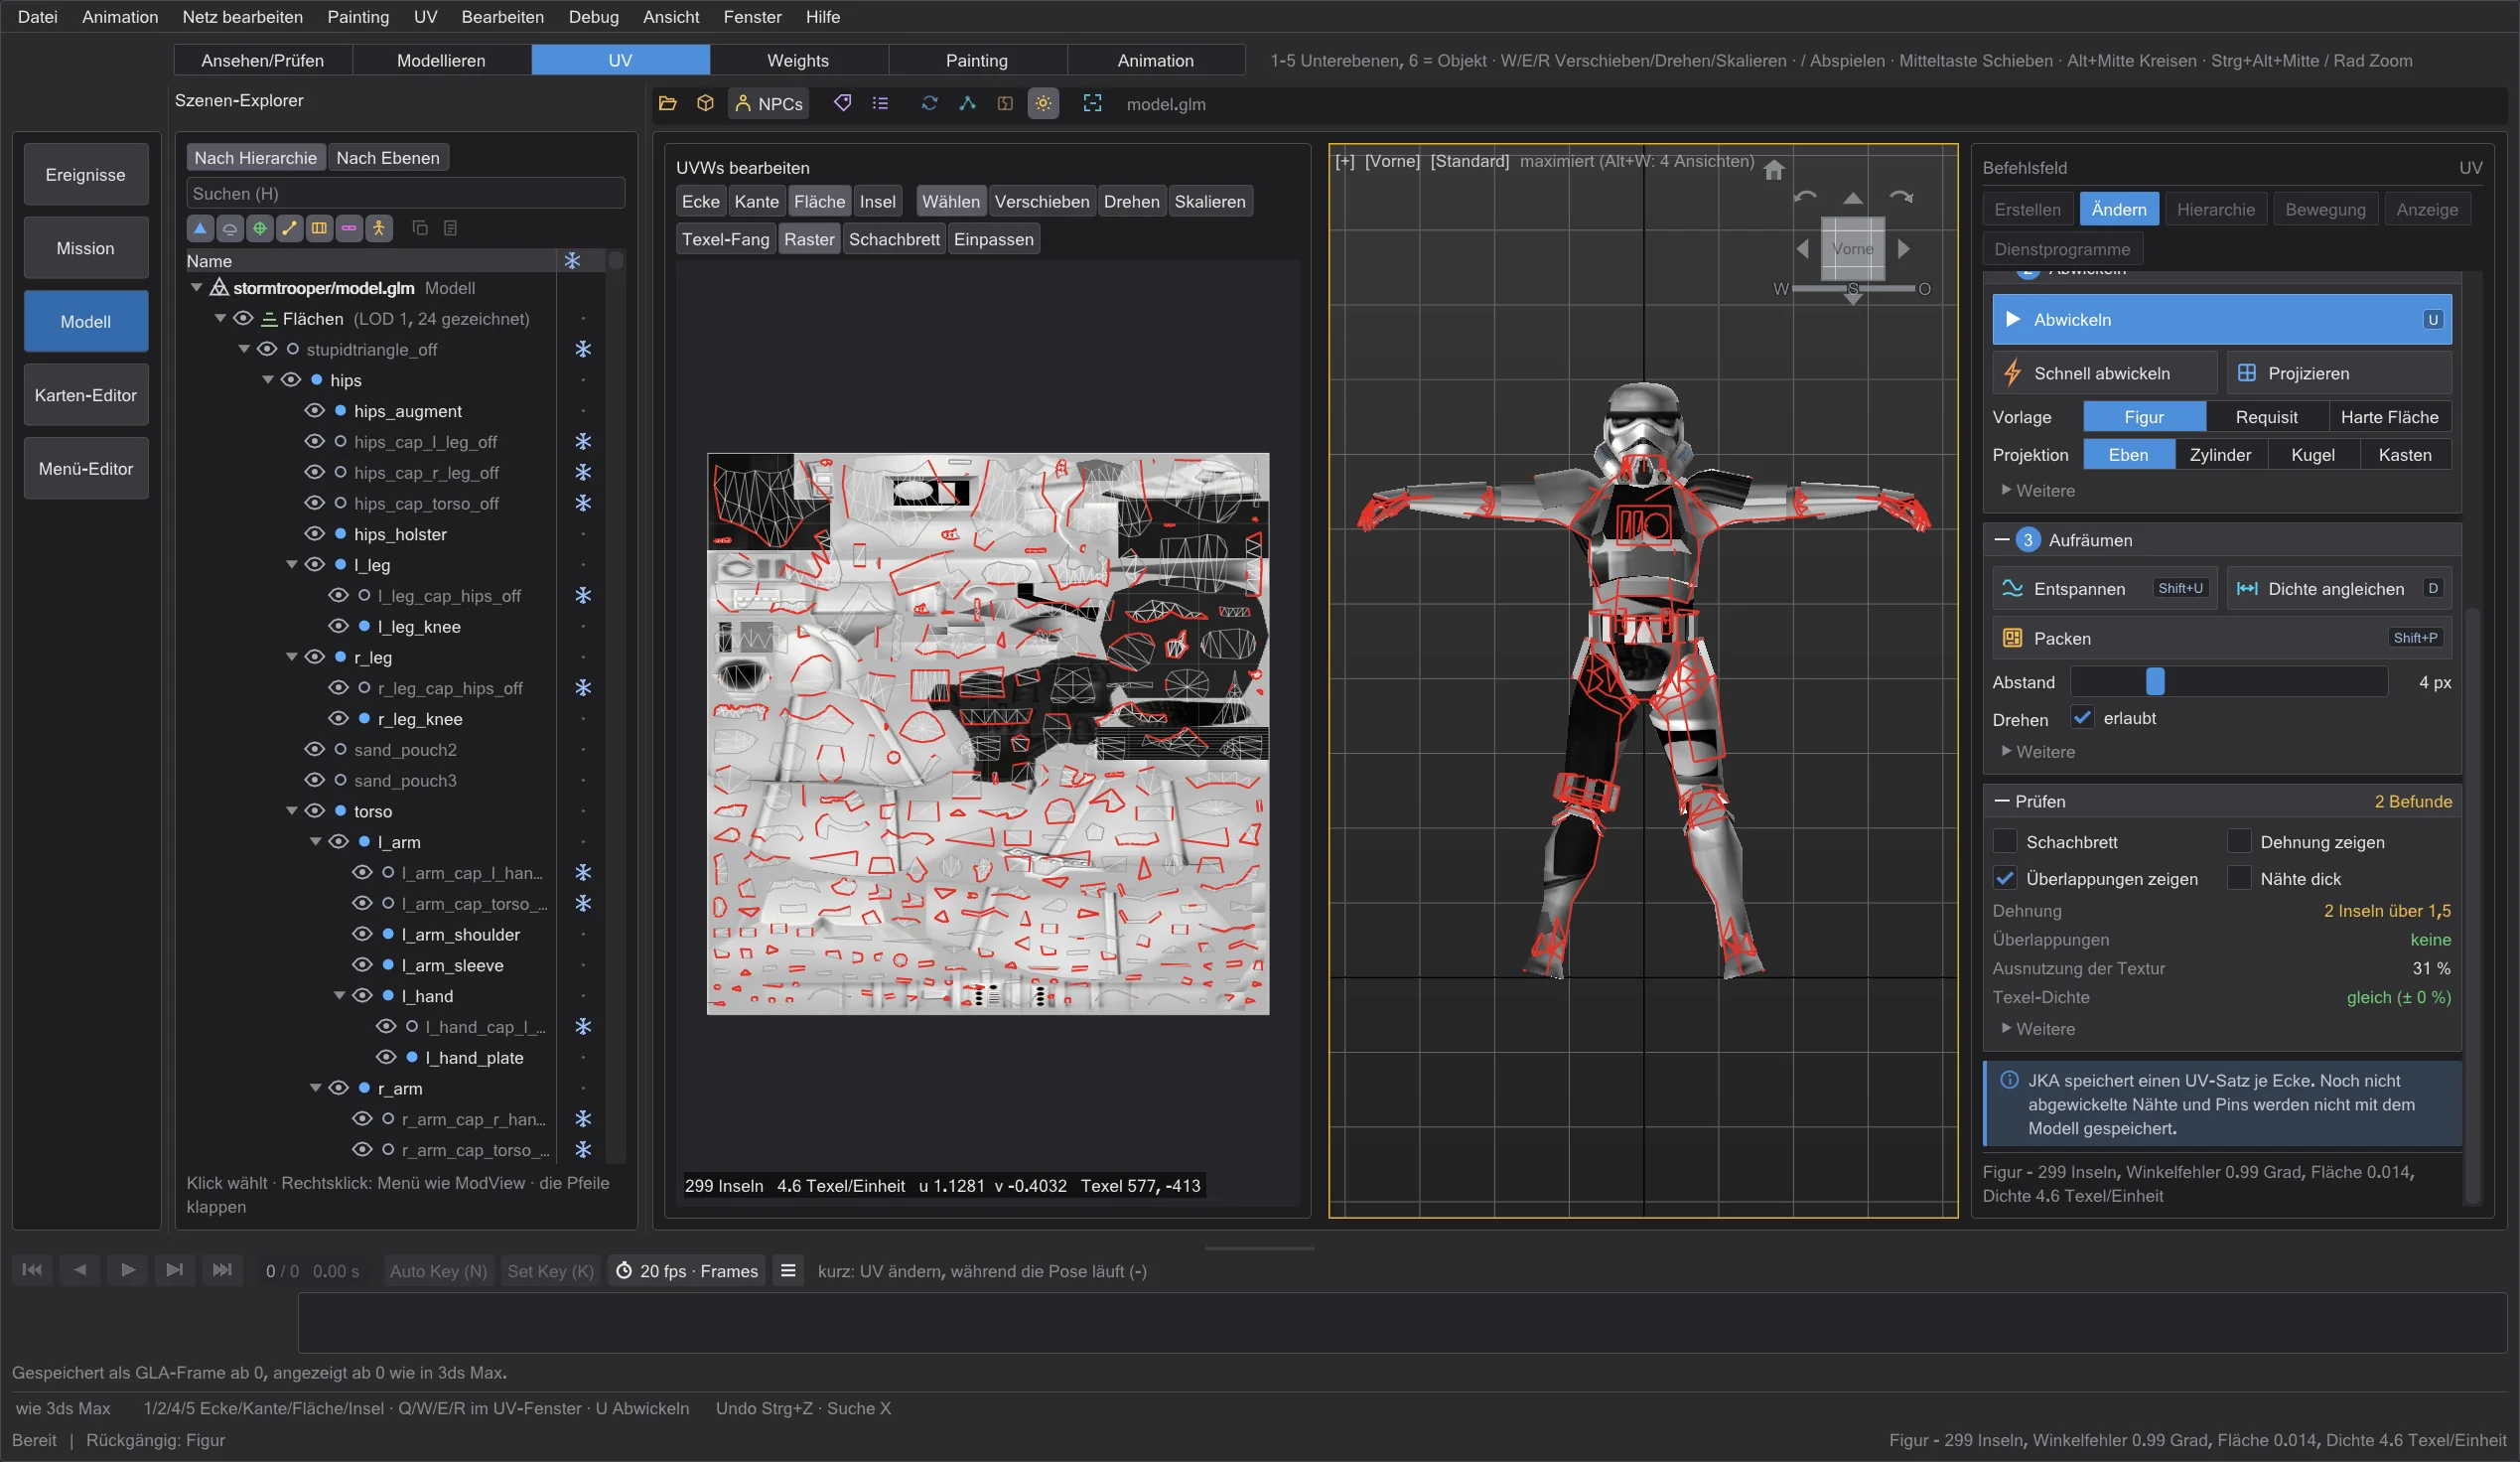 Datei Animation Netz bearbeiten Painting UV Bearbeiten Debug Ansicht Fenster Hilfe
Ansehen/Prüfen Modellieren UV Weights Painting Animation 1-5 Unterebenen, 6 = Objekt · W/E/R Verschieben/Drehen/Skalieren · / Abspielen · Mitteltaste Schieben · Alt+Mitte Kreisen · Strg+Alt+Mitte / Rad Zoom
Szenen-Explorer
NPCs model.glm
Ereignisse
Mission
Modell
Karten-Editor
Menü-Editor
Nach Hierarchie Nach Ebenen
Suchen (H)
Name
stormtrooper/model.glm Modell
Flächen (LOD 1, 24 gezeichnet)
stupidtriangle_off
hips
hips_augment
hips_cap_l_leg_off
hips_cap_r_leg_off
hips_cap_torso_off
hips_holster
l_leg
l_leg_cap_hips_off
l_leg_knee
r_leg
r_leg_cap_hips_off
r_leg_knee
sand_pouch2
sand_pouch3
torso
l_arm
l_arm_cap_l_han...
l_arm_cap_torso_...
l_arm_shoulder
l_arm_sleeve
l_hand
l_hand_cap_l_...
l_hand_plate
r_arm
r_arm_cap_r_han...
r_arm_cap_torso_...
Klick wählt · Rechtsklick: Menü wie ModView · die Pfeile
klappen
UVWs bearbeiten
Ecke Kante Fläche Insel Wählen Verschieben Drehen Skalieren
Texel-Fang Raster Schachbrett Einpassen
299 Inseln 4.6 Texel/Einheit u 1.1281 v -0.4032 Texel 577, -413
[+] [Vorne] [Standard] maximiert (Alt+W: 4 Ansichten)
Vorne
W S O
Befehlsfeld UV
Erstellen Ändern Hierarchie Bewegung Anzeige
Dienstprogramme
2 Abwickeln
Abwickeln U
Schnell abwickeln Projizieren
Vorlage Figur Requisit Harte Fläche
Projektion Eben Zylinder Kugel Kasten
Weitere
3 Aufräumen
Entspannen Shift+U Dichte angleichen D
Packen Shift+P
Abstand 4 px
Drehen erlaubt
Weitere
Prüfen 2 Befunde
Schachbrett Dehnung zeigen
Überlappungen zeigen Nähte dick
Dehnung 2 Inseln über 1,5
Überlappungen keine
Ausnutzung der Textur 31 %
Texel-Dichte gleich (± 0 %)
Weitere
JKA speichert einen UV-Satz je Ecke. Noch nicht
abgewickelte Nähte und Pins werden nicht mit dem
Modell gespeichert.
Figur - 299 Inseln, Winkelfehler 0.99 Grad, Fläche 0.014,
Dichte 4.6 Texel/Einheit
0 / 0 0.00 s Auto Key (N) Set Key (K) 20 fps · Frames kurz: UV ändern, während die Pose läuft (-)
Gespeichert als GLA-Frame ab 0, angezeigt ab 0 wie in 3ds Max.
wie 3ds Max 1/2/4/5 Ecke/Kante/Fläche/Insel · Q/W/E/R im UV-Fenster · U Abwickeln Undo Strg+Z · Suche X
Bereit | Rückgängig: Figur Figur - 299 Inseln, Winkelfehler 0.99 Grad, Fläche 0.014, Dichte 4.6 Texel/Einheit